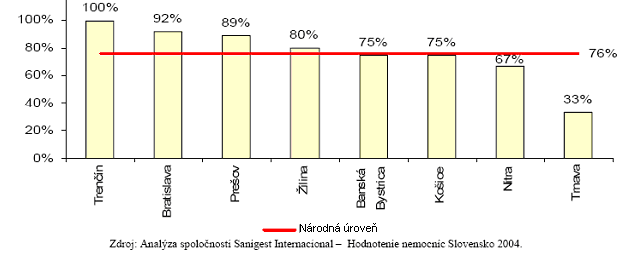 100%
100%
92%
89%
80%
80%
75%
75%
76%
67%
60%
40%
33%
20%
0%
Trenčín
Bratislava
Prešov
Žilina
Banská
Bystrica
Košice
Nitra
Trnava
Národná úroveň
Zdroj: Analýza spoločnosti Sanigest Internacional – Hodnotenie nemocníc Slovensko 2004.